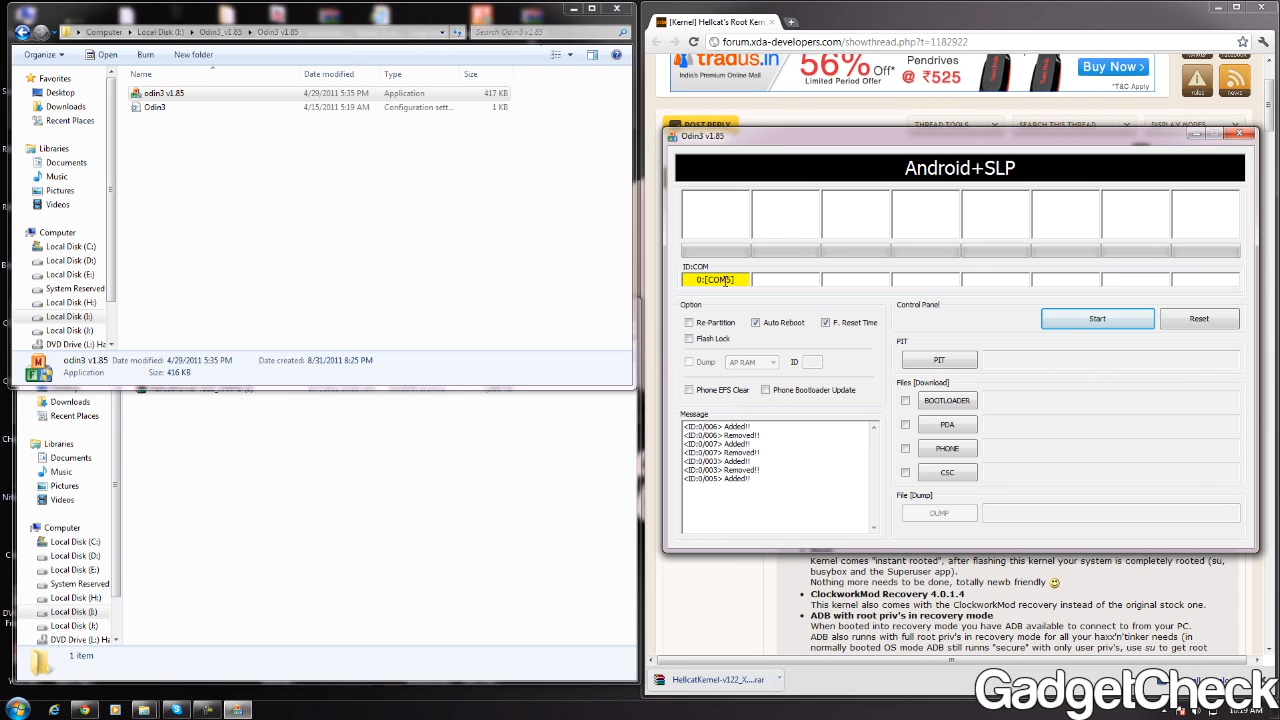 Computer ▸ Local Disk (I:) ▸ Odin3_v1.85 ▸ Odin3 v1.85
Search Odin3 v1.85
Organize
Open
Burn
New folder
Favorites
Desktop
Downloads
Recent Places
Libraries
Documents
Music
Pictures
Videos
Computer
Local Disk (C:)
Local Disk (D:)
Local Disk (E:)
System Reserved
Local Disk (H:)
Local Disk (I:)
Local Disk (J:)
DVD Drive (L:) Ha
Name Date modified Type Size
odin3 v1.85 4/29/2011 5:35 PM Application 417 KB
Odin3 4/15/2011 5:19 AM Configuration sett... 1 KB
odin3 v1.85 Date modified: 4/29/2011 5:35 PM Date created: 8/31/2011 8:25 PM
Application Size: 416 KB
Downloads
Recent Places
Libraries
Documents
Music
Pictures
Videos
Computer
Local Disk (C:)
Local Disk (D:)
Local Disk (E:)
System Reserved
Local Disk (H:)
Local Disk (I:)
Local Disk (J:)
DVD Drive (L:) Ha
1 item
[Kernel] Hellcat's Root Kern
forum.xda-developers.com/showthread.php?t=1182922
tradus.in
India's Premium Online Mall
56% Off*
Limited Period Offer
Pendrives
@ ₹525
Buy Now >
*T&C Apply
rules
news
POST REPLY
THREAD TOOLS
SEARCH THIS THREAD
DISPLAY MODES
Odin3 v1.85
Android+SLP
ID:COM
Option
Re-Partition
Auto Reboot
F. Reset Time
Flash Lock
Dump
AP RAM
ID
Phone EFS Clear
Phone Bootloader Update
Message
<ID:0/006> Added!!
<ID:0/006> Removed!!
<ID:0/007> Added!!
<ID:0/007> Removed!!
<ID:0/003> Added!!
<ID:0/003> Removed!!
<ID:0/005> Added!!
Control Panel
Start
Reset
PIT
PIT
Files [Download]
BOOTLOADER
PDA
PHONE
CSC
File [Dump]
DUMP
Kernel comes "instant rooted", after flashing this kernel your system is completely rooted (su,
busybox and the Superuser app).
Nothing more needs to be done, totally newb friendly
• ClockworkMod Recovery 4.0.1.4
This kernel also comes with the ClockworkMod recovery instead of the original stock one.
• ADB with root priv's in recovery mode
When booted into recovery mode you have ADB available to connect to from your PC.
ADB also runns with full root priv's in recovery mode for all your haxx'n'tinker needs (in
normally booted OS mode ADB still runns "secure" with only user priv's, use su to get root
HellcatKernel-v122_X....rar
GadgetCheck
10:19 AM